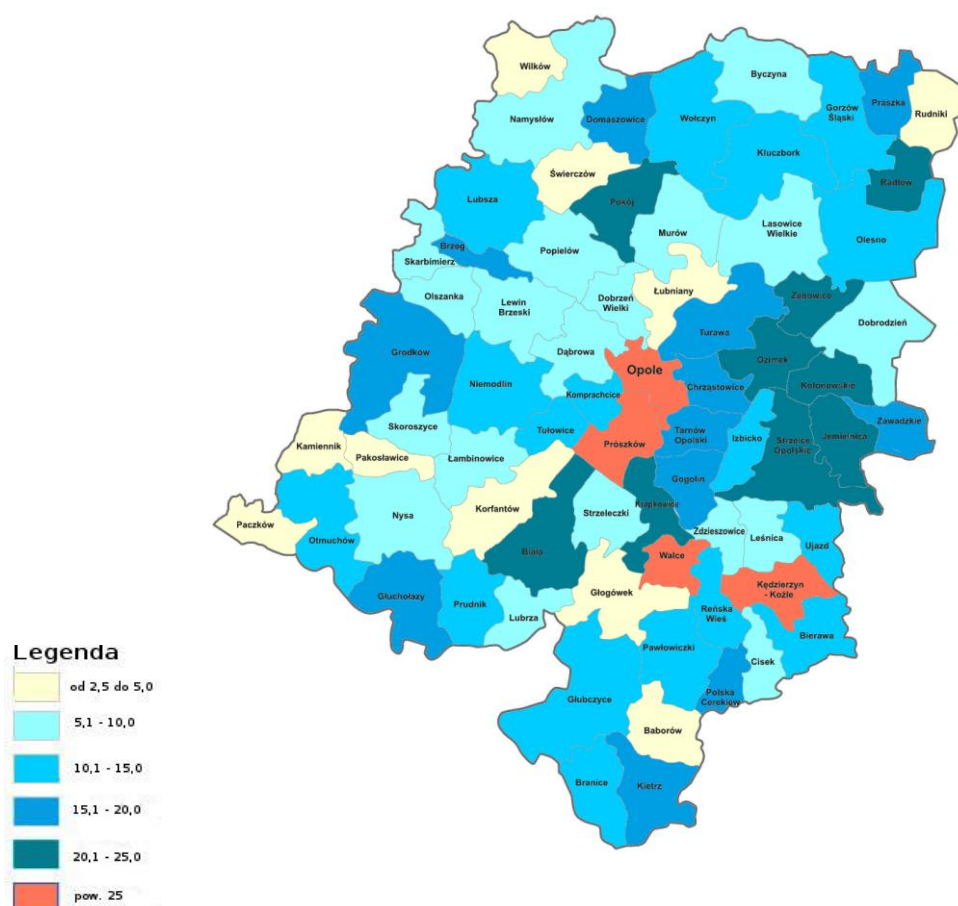 Wilków
Byczyna
Namysłów
Domaszowice
Wołczyn
Gorzów
Śląski
Praszka
Rudniki
Kluczbork
Świerczów
Radłow
Lubsza
Pokój
Murów
Lasowice
Wielkie
Olesno
Brzeg
Skarbimierz
Popielów
Olszanka
Lewin
Brzeski
Dobrzeń
Wielki
Łubniany
Turawa
Zębowice
Dobrodzień
Grodków
Dąbrowa
Opole
Ozimek
Niemodlin
Komprachcice
Chrząstowice
Kolonowskie
Skoroszyce
Tułowice
Prószków
Tarnów
Opolski
Izbicko
Strzelce
Opolskie
Jemielnica
Zawadzkie
Kamiennik
Pakosławice
Łambinowice
Gogolin
Paczków
Otmuchów
Nysa
Korfantów
Strzeleczki
Krapkowice
Zdzieszowice
Leśnica
Ujazd
Biała
Walce
Kędzierzyn
- Koźle
Głuchołazy
Prudnik
Lubrza
Głogówek
Reńska
Wieś
Bierawa
Pawłowiczki
Cisek
Głubczyce
Polska
Cerekiew
Baborów
Branice
Kietrz
Legenda
od 2,5 do 5,0
5,1 - 10,0
10,1 - 15,0
15,1 - 20,0
20,1 - 25,0
pow. 25